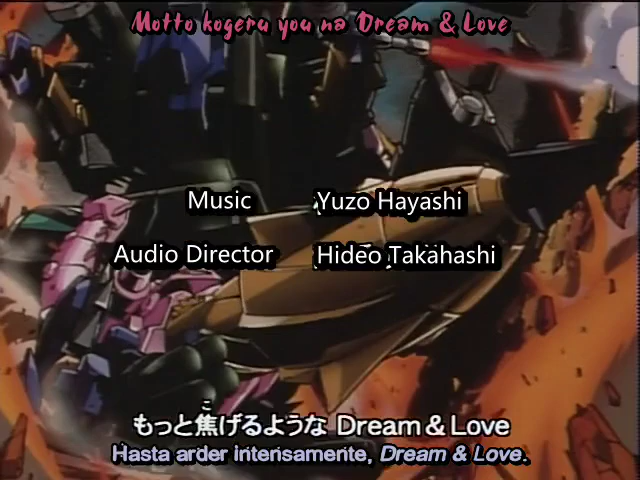 Motto kogeru you na Dream & Love
Music Yuzo Hayashi
Audio Director Hideo Takahashi
こ
もっと焦げるような Dream & Love
Hasta arder intensamente, Dream & Love.